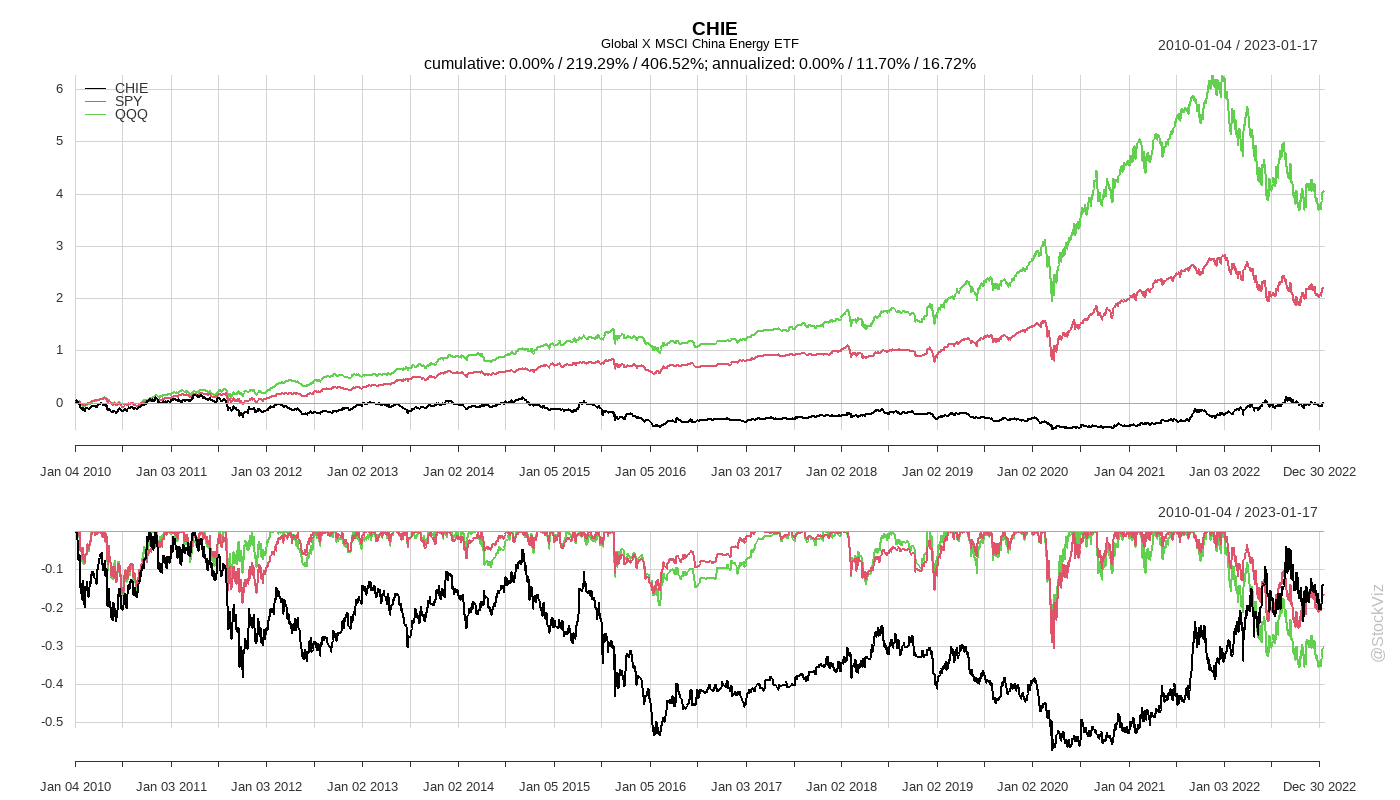 CHIE
Global X MSCI China Energy ETF
2010-01-04 / 2023-01-17
cumulative: 0.00% / 219.29% / 406.52%; annualized: 0.00% / 11.70% / 16.72%
CHIE
SPY
QQQ
6
5
4
3
2
1
0
Jan 04 2010 Jan 03 2011 Jan 03 2012 Jan 02 2013 Jan 02 2014 Jan 05 2015 Jan 05 2016 Jan 03 2017 Jan 02 2018 Jan 02 2019 Jan 02 2020 Jan 04 2021 Jan 03 2022 Dec 30 2022
2010-01-04 / 2023-01-17
-0.1
-0.2
-0.3
-0.4
-0.5
Jan 04 2010 Jan 03 2011 Jan 03 2012 Jan 02 2013 Jan 02 2014 Jan 05 2015 Jan 05 2016 Jan 03 2017 Jan 02 2018 Jan 02 2019 Jan 02 2020 Jan 04 2021 Jan 03 2022 Dec 30 2022
@StockViz